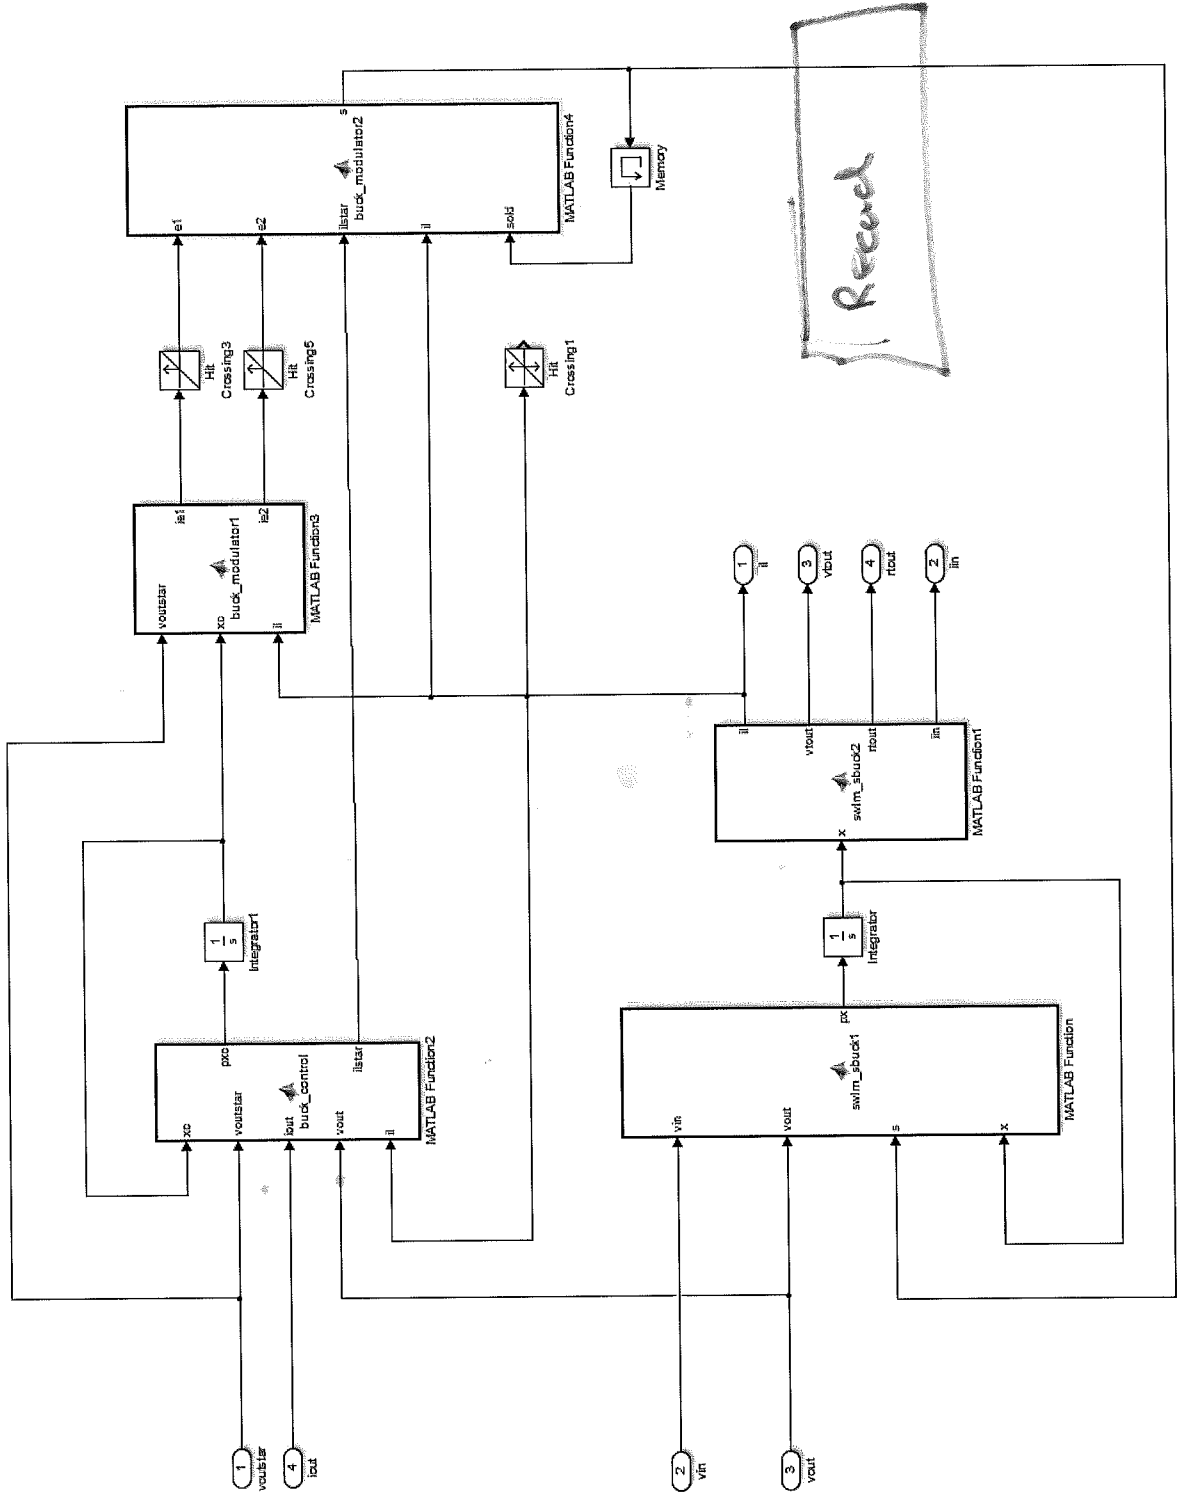 1
voutstar
4
iout
2
vin
3
vout
xc
voutstar
iout
vout
il
pxc
ilstar
buck_control
MATLAB Function2
1
s
Integrator1
voutstar
xc
il
ie1
ie2
buck_modulator1
MATLAB Function3
Hit
Crossing3
Hit
Crossing5
Hit
Crossing1
e1
e2
ilstar
il
sold
s
buck_modulator2
MATLAB Function4
Memory
vin
vout
s
x
px
swlm_sbuck1
MATLAB Function
1
s
Integrator
x
il
vtout
rtout
iin
swlm_sbuck2
MATLAB Function1
1
il
3
vtout
4
rtout
2
iin
Record